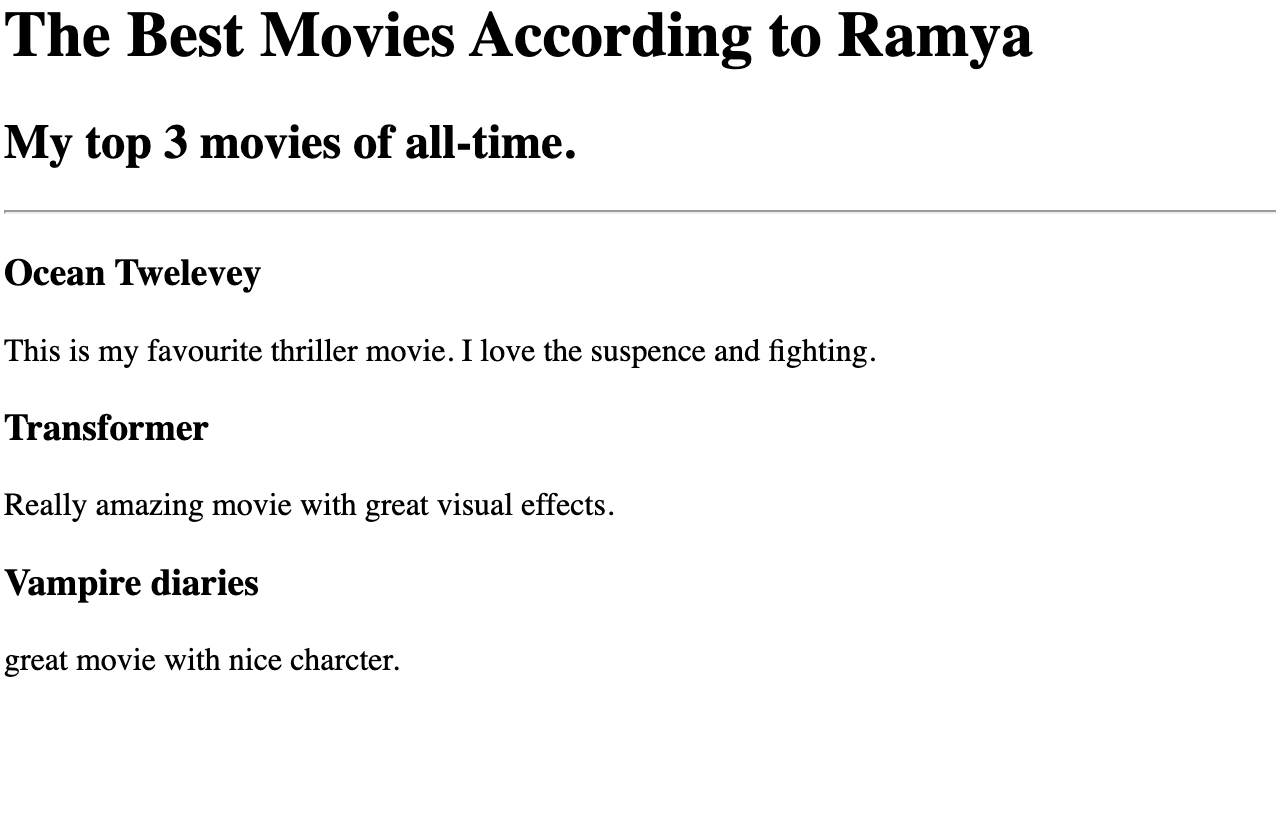 The Best Movies According to Ramya
My top 3 movies of all-time.
Ocean Twelevey
This is my favourite thriller movie. I love the suspence and fighting.
Transformer
Really amazing movie with great visual effects.
Vampire diaries
great movie with nice charcter.